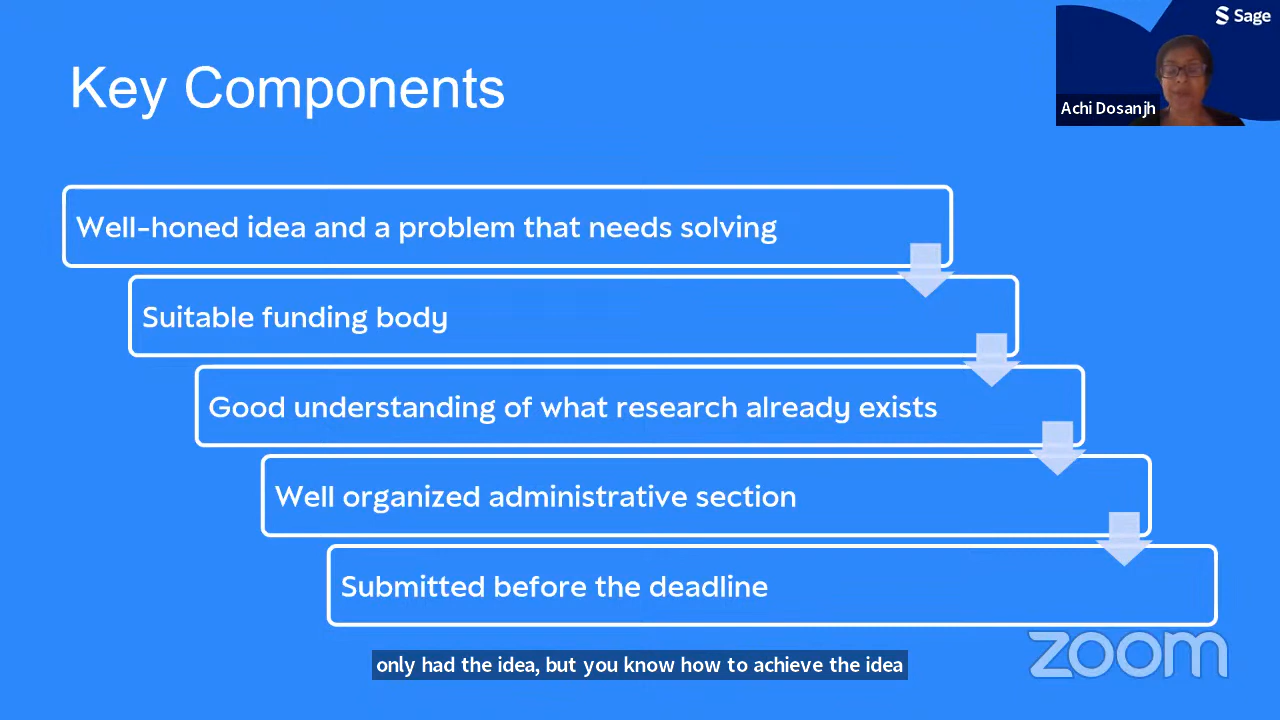 Sage
Key Components
Achi Dosanjh
Well-honed idea and a problem that needs solving
Suitable funding body
Good understanding of what research already exists
Well organized administrative section
Submitted before the deadline
only had the idea, but you know how to achieve the idea
zoom